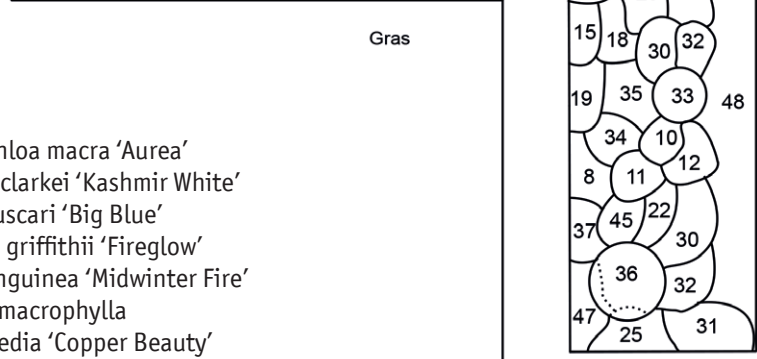 Gras
nloa macra ‘Aurea’
clarkei ‘Kashmir White’
uscari ‘Big Blue’
griffithii ‘Fireglow’
nguinea ‘Midwinter Fire’
macrophylla
edia ‘Copper Beauty’
15 18 30 32
19 35 33 48
34 10
8 11 12
37 45 22 30
36 32
47 25 31